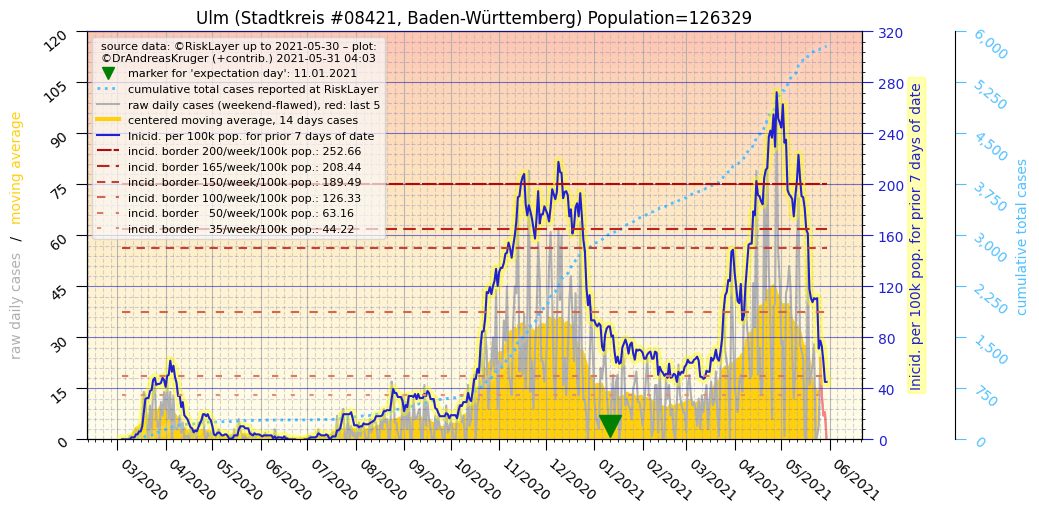 Ulm (Stadtkreis #08421, Baden-Württemberg) Population=126329
source data: ©RiskLayer up to 2021-05-30 – plot:
©DrAndreasKruger (+contrib.) 2021-05-31 04:03
marker for 'expectation day': 11.01.2021
cumulative total cases reported at RiskLayer
raw daily cases (weekend-flawed), red: last 5
centered moving average, 14 days cases
Inicid. per 100k pop. for prior 7 days of date
incid. border 200/week/100k pop.: 252.66
incid. border 165/week/100k pop.: 208.44
incid. border 150/week/100k pop.: 189.49
incid. border 100/week/100k pop.: 126.33
incid. border   50/week/100k pop.: 63.16
incid. border   35/week/100k pop.: 44.22
raw daily cases / moving average
120
105
90
75
60
45
30
15
0
03/2020
04/2020
05/2020
06/2020
07/2020
08/2020
09/2020
10/2020
11/2020
12/2020
01/2021
02/2021
03/2021
04/2021
05/2021
06/2021
320
280
240
200
160
120
80
40
0
Inicid. per 100k pop. for prior 7 days of date
6,000
5,250
4,500
3,750
3,000
2,250
1,500
750
0
cumulative total cases